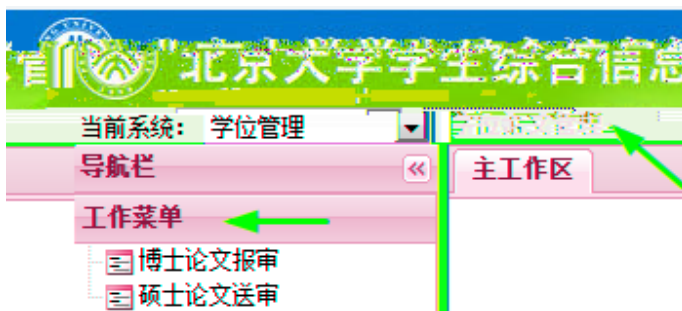 北京大学学生综合信息
当前系统： 学位管理
导航栏
主工作区
工作菜单
博士论文报审
硕士论文送审